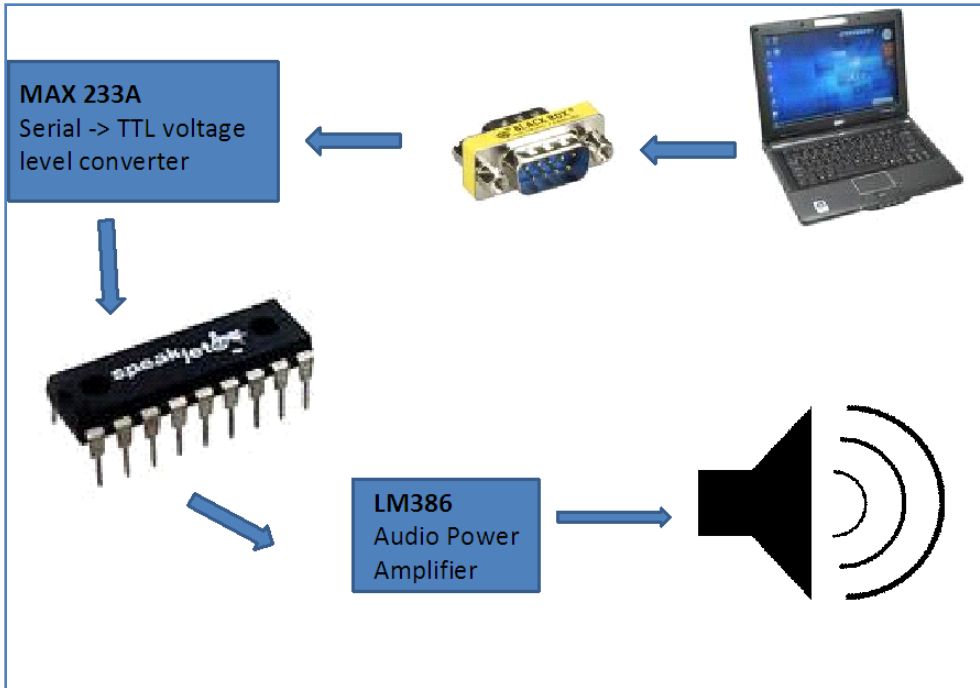 MAX 233A
Serial -> TTL voltage
level converter
BLACK BOX
speakjet
LM386
Audio Power
Amplifier